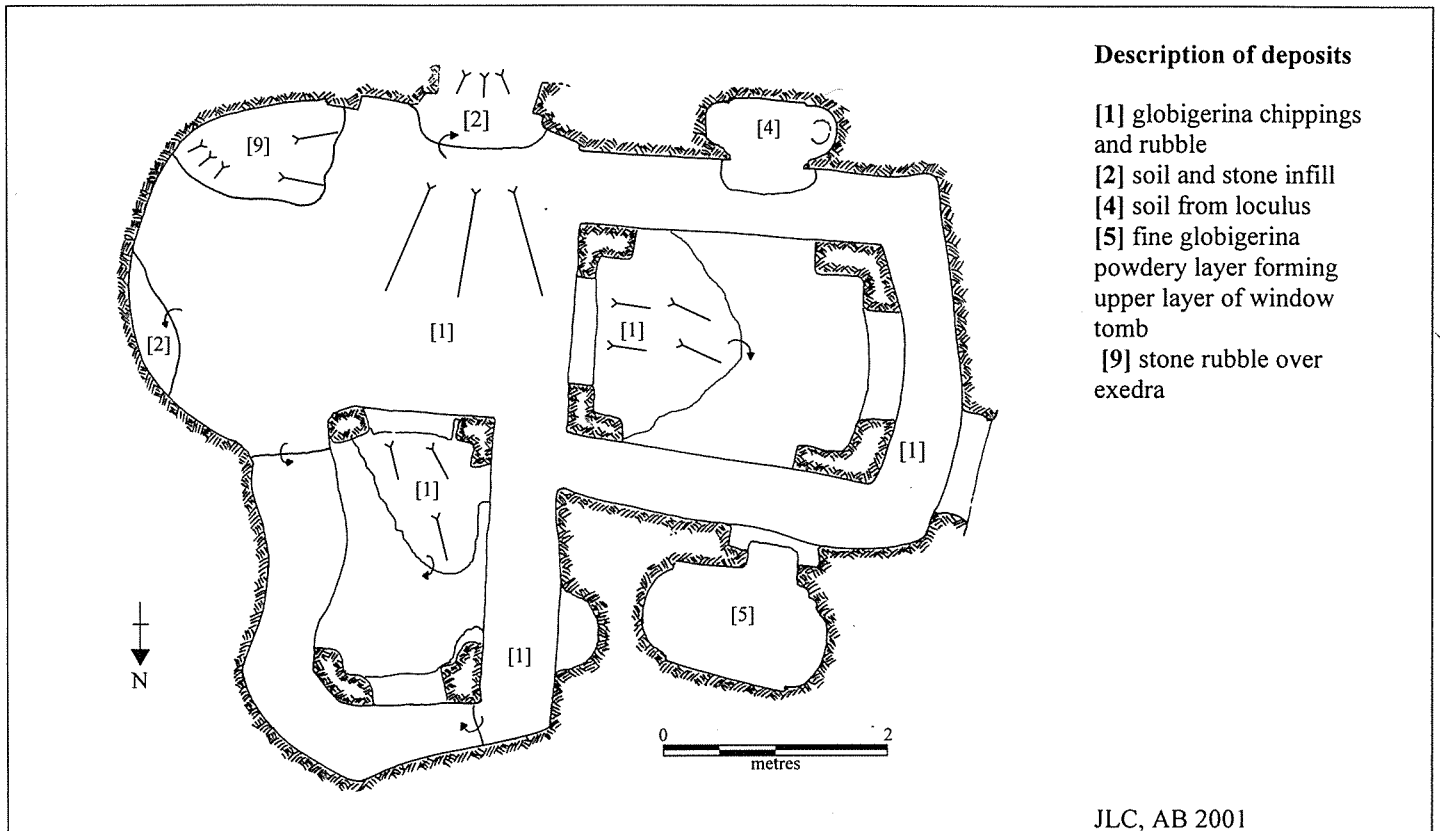 Description of deposits
[1] globigerina chippings
and rubble
[2] soil and stone infill
[4] soil from loculus
[5] fine globigerina
powdery layer forming
upper layer of window
tomb
[9] stone rubble over
exedra
[2]
[4]
[9]
[1]
[1]
[2]
[1]
[1]
[5]
[1]
N
0 2
metres
JLC, AB 2001